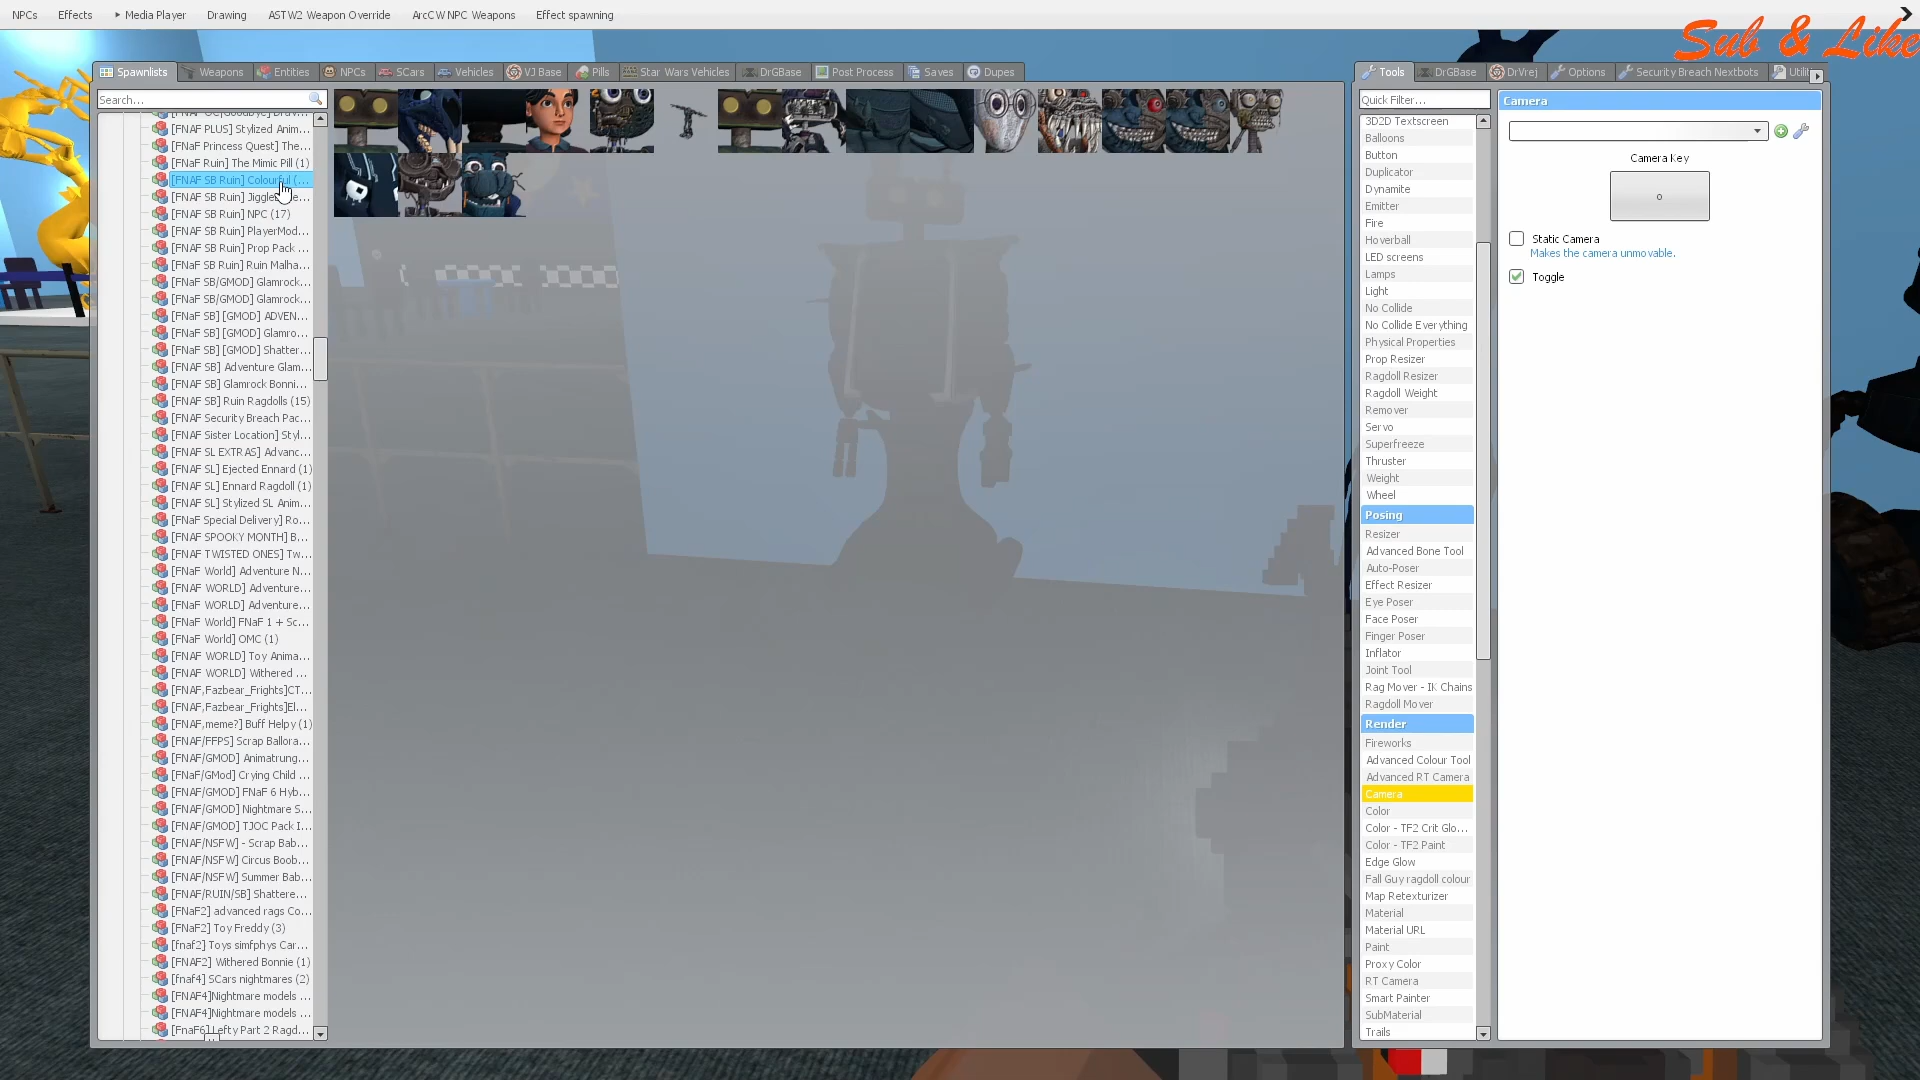 NPCs Effects Media Player Drawing ASTW2 Weapon Override ArcCW NPC Weapons Effect spawning
Sub & Like
Spawnlists Weapons Entities NPCs SCars Vehicles VJ Base Pills Star Wars Vehicles DrGBase Post Process Saves Dupes
Search...
[FNAF PLUS] Stylized Anim...
[FNaF Princess Quest] The...
[FNaF Ruin] The Mimic Pill (1)
[FNAF SB Ruin] Colourful (...
[FNAF SB Ruin] NPC (17)
[FNAF SB Ruin] PlayerMod...
[FNAF SB Ruin] Prop Pack ...
[FNaF SB Ruin] Ruin Malha...
[FNaF SB/GMOD] Glamrock...
[FNaF SB/GMOD] Glamrock...
[FNaF SB] [GMOD] ADVEN...
[FNaF SB] [GMOD] Glamro...
[FNaF SB] [GMOD] Shatter...
[FNAF SB] Adventure Glam...
[FNAF SB] Glamrock Bonni...
[FNAF SB] Ruin Ragdolls (15)
[FNAF Security Breach Pac...
[FNAF Sister Location] Styl...
[FNAF SL EXTRAS] Advanc...
[FNAF SL] Ejected Ennard (1)
[FNAF SL] Ennard Ragdoll (1)
[FNAF SL] Stylized SL Anim...
[FNaF Special Delivery] Ro...
[FNAF SPOOKY MONTH] B...
[FNAF TWISTED ONES] Tw...
[FNaF World] Adventure N...
[FNAF WORLD] Adventure...
[FNaF WORLD] Adventure...
[FNaF World] FNaF 1 + Sc...
[FNaF World] OMC (1)
[FNAF WORLD] Toy Anima...
[FNAF WORLD] Withered ...
[FNAF,Fazbear_Frights]CT...
[FNAF,Fazbear_Frights]El...
[FNAF,meme?] Buff Helpy (1)
[FNAF/FFPS] Scrap Ballora...
[FNAF/GMOD] Animatrung...
[FNaF/GMod] Crying Child ...
[FNAF/GMOD] FNaF 6 Hyb...
[FNAF/GMOD] Nightmare S...
[FNAF/GMOD] TJOC Pack I...
[FNAF/NSFW] - Scrap Bab...
[FNAF/NSFW] Circus Boob...
[FNAF/NSFW] Summer Bab...
[FNAF/RUIN/SB] Shattere...
[FNaF2] advanced rags Co...
[FNaF2] Toy Freddy (3)
[fnaf2] Toys simfphys Car...
[FNAF2] Withered Bonnie (1)
[fnaf4] SCars nightmares (2)
[FNAF4]Nightmare models ...
[FNAF4]Nightmare models ...
[FnaF6] Lefty Part 2 Ragd...
Tools DrGBase DrVrej Options Security Breach Nextbots Utilit
Quick Filter...
3D2D Textscreen
Balloons
Button
Duplicator
Dynamite
Emitter
Fire
Hoverball
LED screens
Lamps
Light
No Collide
No Collide Everything
Physical Properties
Prop Resizer
Ragdoll Resizer
Ragdoll Weight
Remover
Servo
Superfreeze
Thruster
Weight
Wheel
Posing
Resizer
Advanced Bone Tool
Auto-Poser
Effect Resizer
Eye Poser
Face Poser
Finger Poser
Inflator
Joint Tool
Rag Mover - IK Chains
Ragdoll Mover
Render
Fireworks
Advanced Colour Tool
Advanced RT Camera
Camera
Color
Color - TF2 Crit Glo...
Color - TF2 Paint
Edge Glow
Fall Guy ragdoll colour
Map Retexturizer
Material
Material URL
Paint
Proxy Color
RT Camera
Smart Painter
SubMaterial
Trails
Camera
Camera Key
o
Static Camera
Makes the camera unmovable.
Toggle